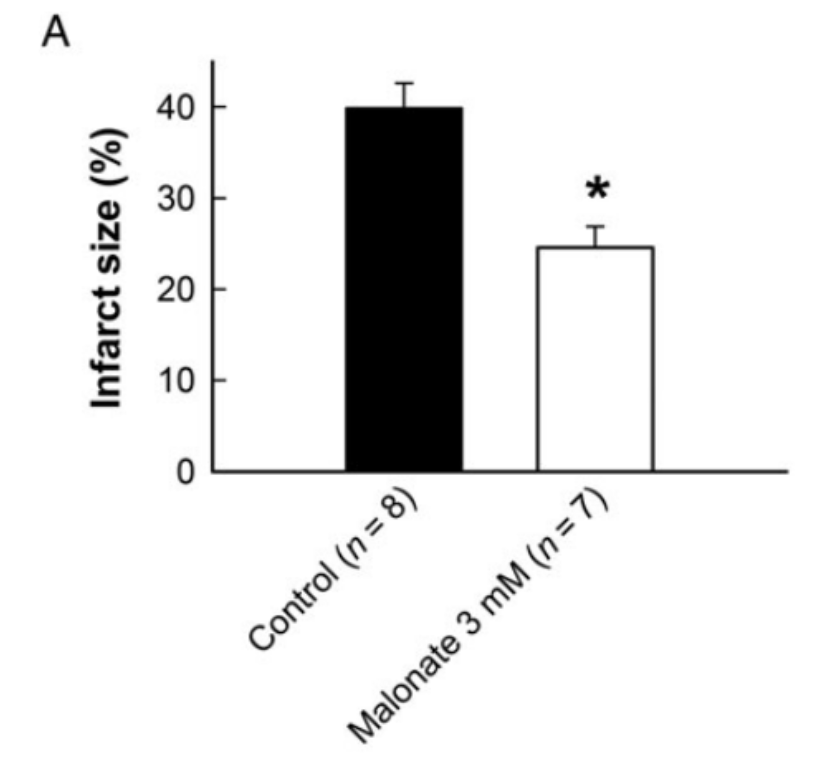 A
Infarct size (%)
40
30
20
10
0
*
Control (n = 8)
Malonate 3 mM (n = 7)